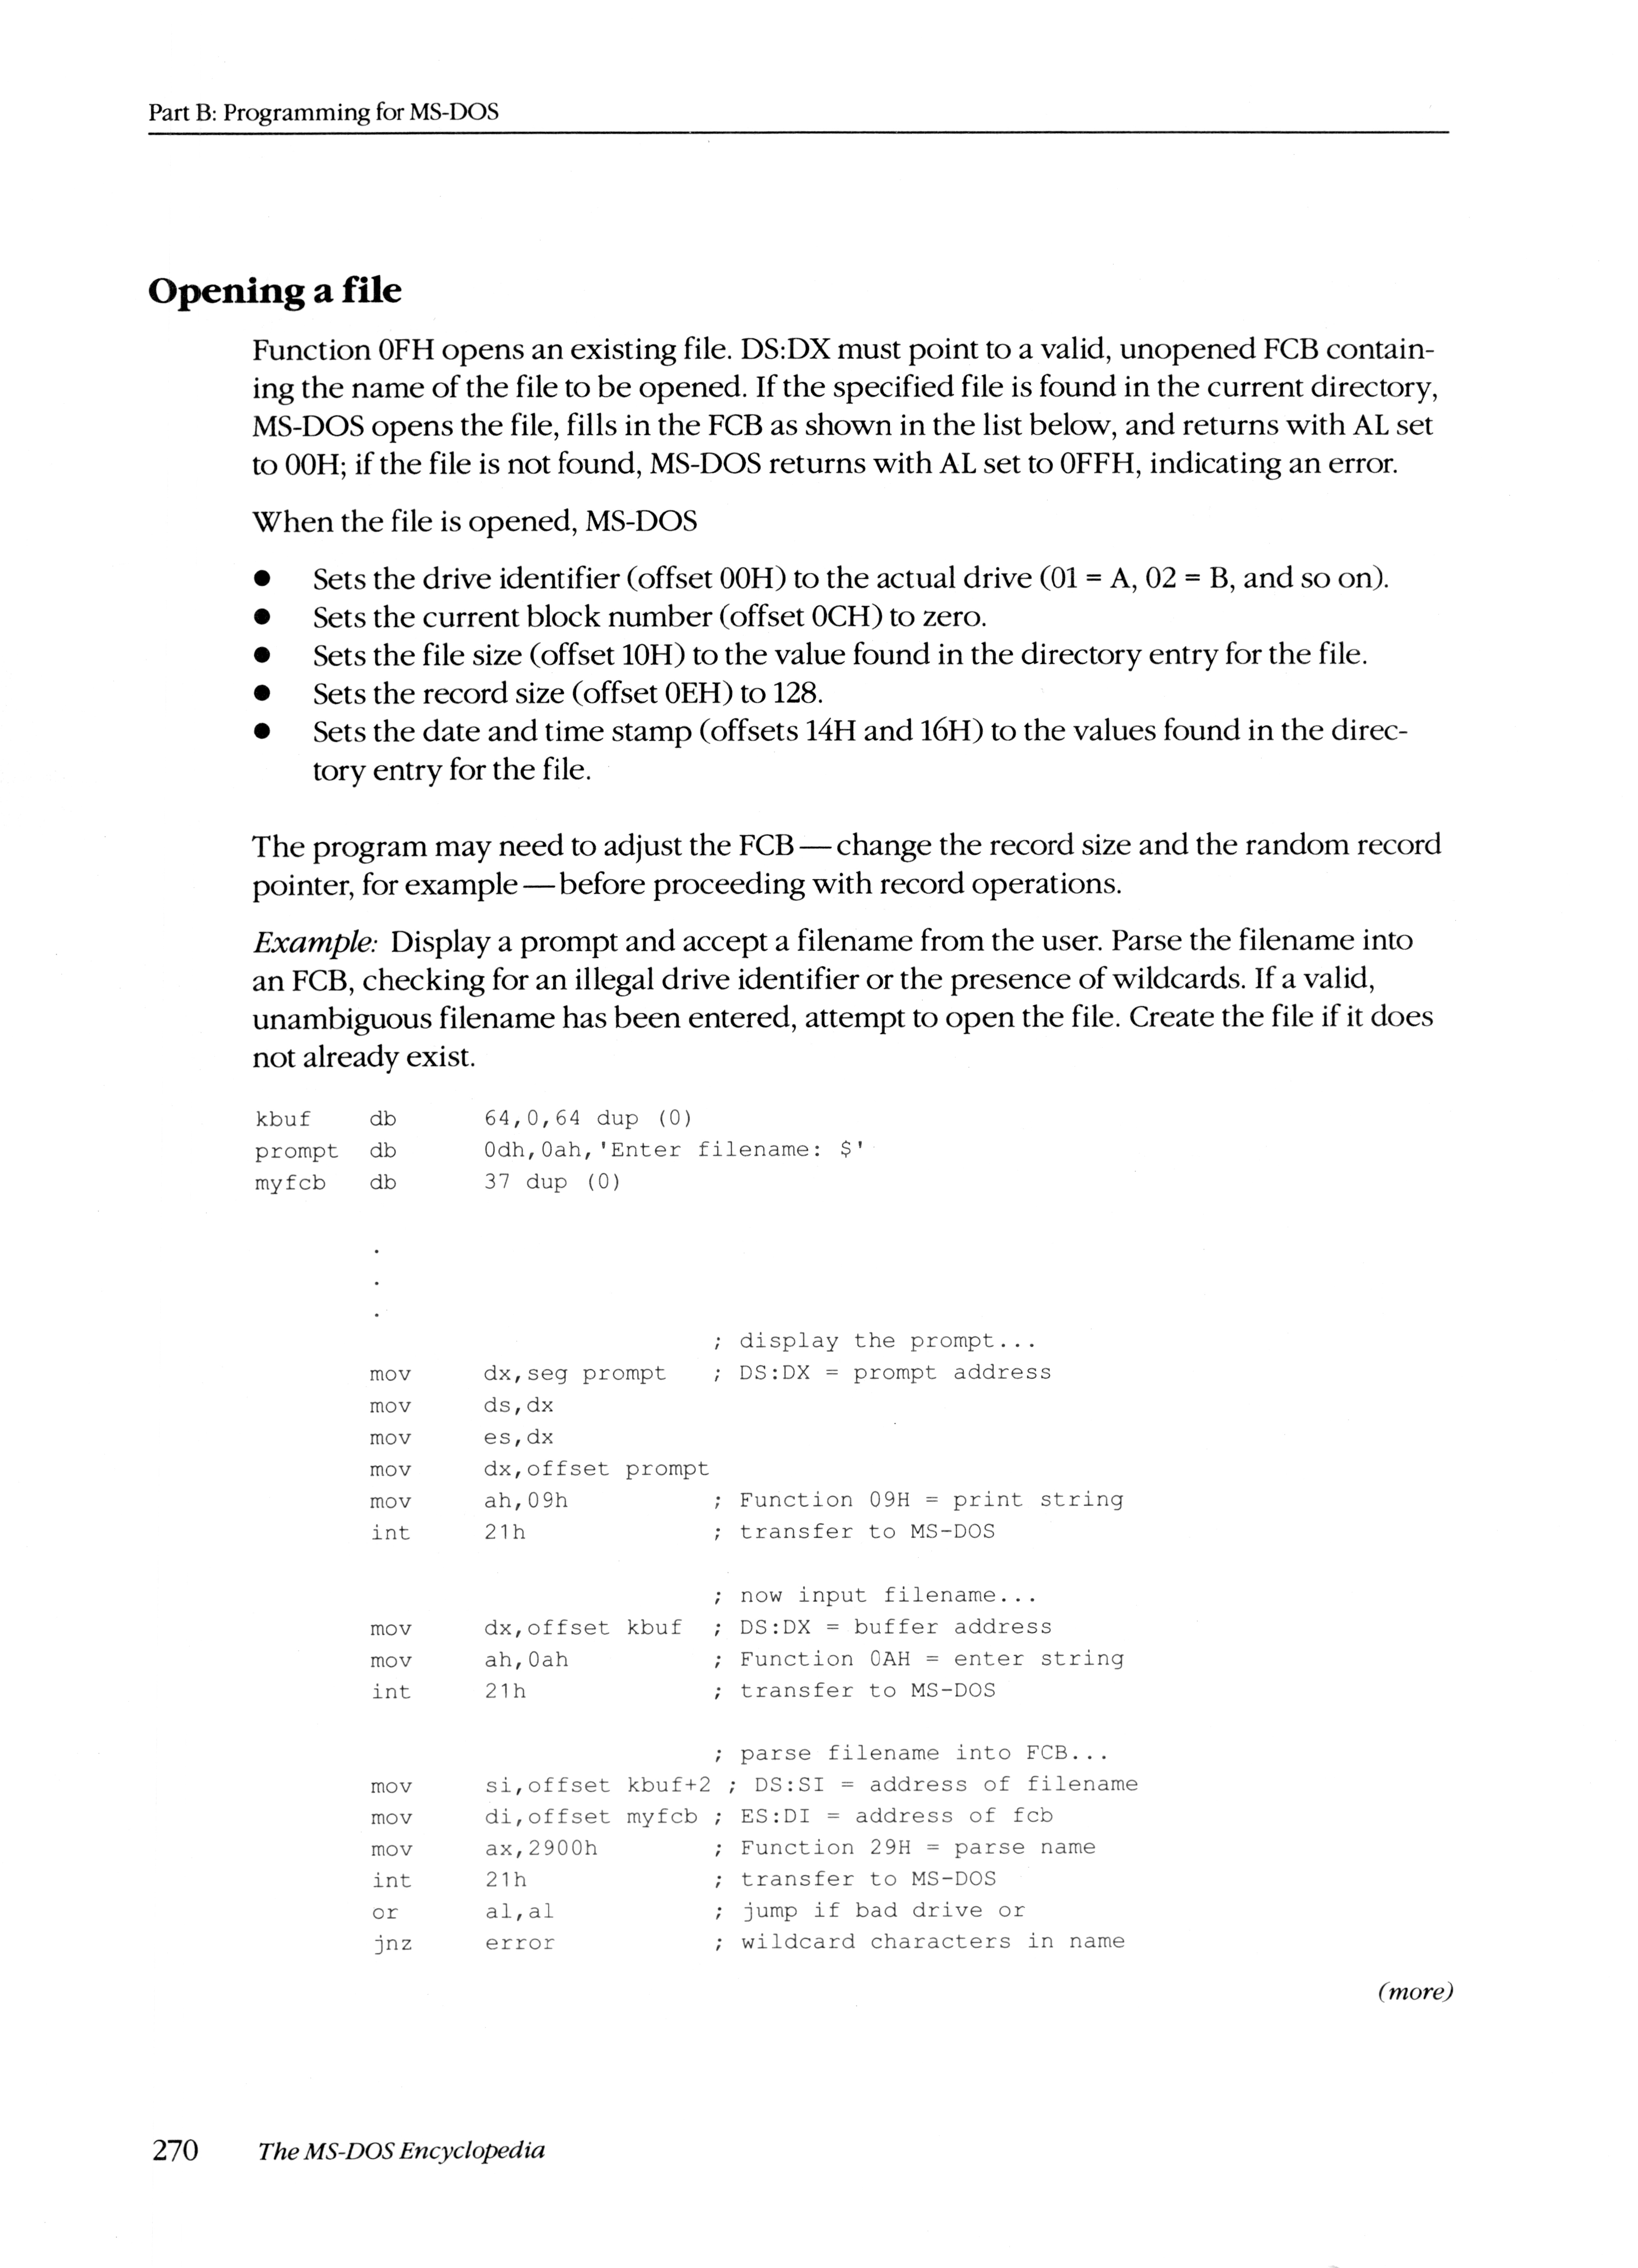 Part B: Programming for MS-DOS
Opening a file
Function 0FH opens an existing file. DS:DX must point to a valid, unopened FCB contain-
ing the name of the file to be opened. If the specified file is found in the current directory,
MS-DOS opens the file, fills in the FCB as shown in the list below, and returns with AL set
to 00H; if the file is not found, MS-DOS returns with AL set to 0FFH, indicating an error.
When the file is opened, MS-DOS
● Sets the drive identifier (offset 00H) to the actual drive (01 = A, 02 = B, and so on).
● Sets the current block number (offset 0CH) to zero.
● Sets the file size (offset 10H) to the value found in the directory entry for the file.
● Sets the record size (offset 0EH) to 128.
● Sets the date and time stamp (offsets 14H and 16H) to the values found in the direc-
tory entry for the file.
The program may need to adjust the FCB — change the record size and the random record
pointer, for example — before proceeding with record operations.
Example: Display a prompt and accept a filename from the user. Parse the filename into
an FCB, checking for an illegal drive identifier or the presence of wildcards. If a valid,
unambiguous filename has been entered, attempt to open the file. Create the file if it does
not already exist.
kbuf db 64,0,64 dup (0)
prompt db 0dh,0ah,'Enter filename: $'
myfcb db 37 dup (0)
.
.
.
; display the prompt...
mov dx,seg prompt ; DS:DX = prompt address
mov ds,dx
mov es,dx
mov dx,offset prompt
mov ah,09h ; Function 09H = print string
int 21h ; transfer to MS-DOS
; now input filename...
mov dx,offset kbuf ; DS:DX = buffer address
mov ah,0ah ; Function 0AH = enter string
int 21h ; transfer to MS-DOS
; parse filename into FCB...
mov si,offset kbuf+2 ; DS:SI = address of filename
mov di,offset myfcb ; ES:DI = address of fcb
mov ax,2900h ; Function 29H = parse name
int 21h ; transfer to MS-DOS
or al,al ; jump if bad drive or
jnz error ; wildcard characters in name
(more)
270 The MS-DOS Encyclopedia